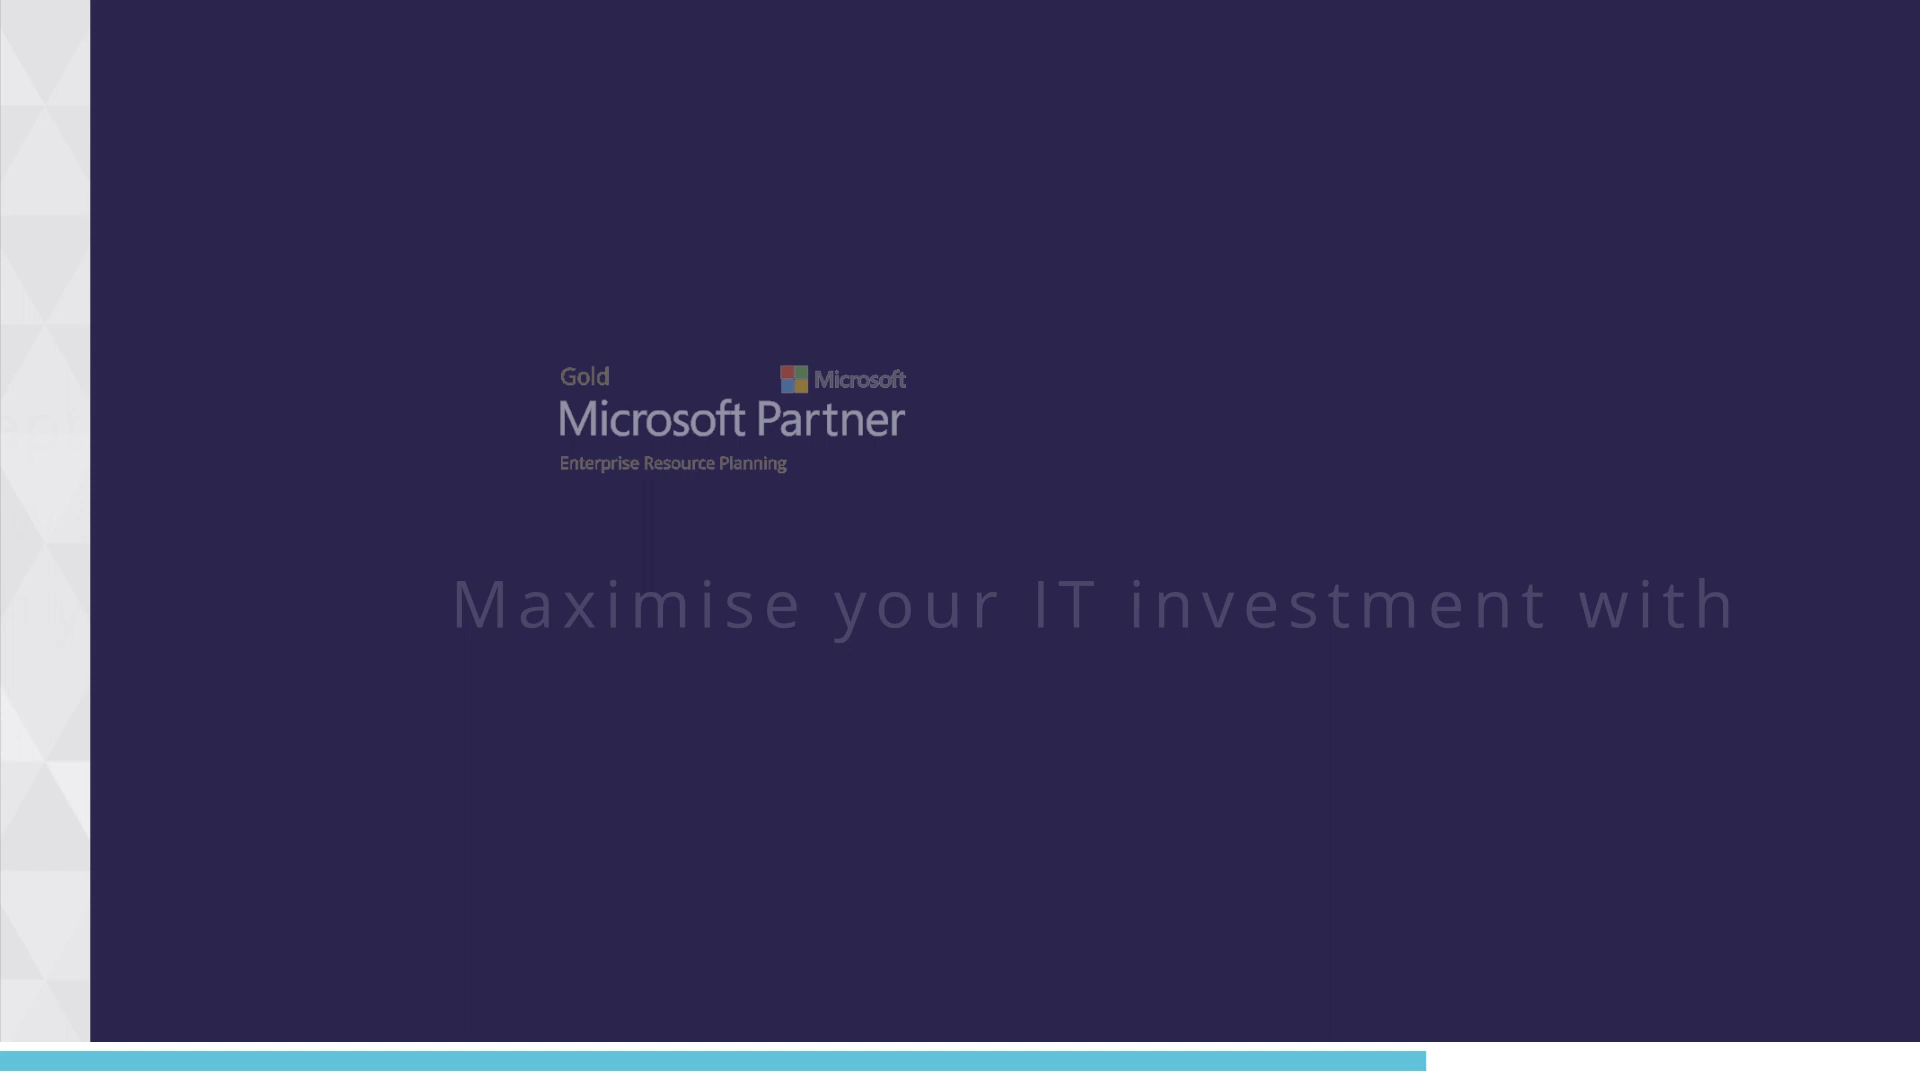 Gold
Microsoft
Microsoft Partner
Enterprise Resource Planning
Maximise your IT investment with